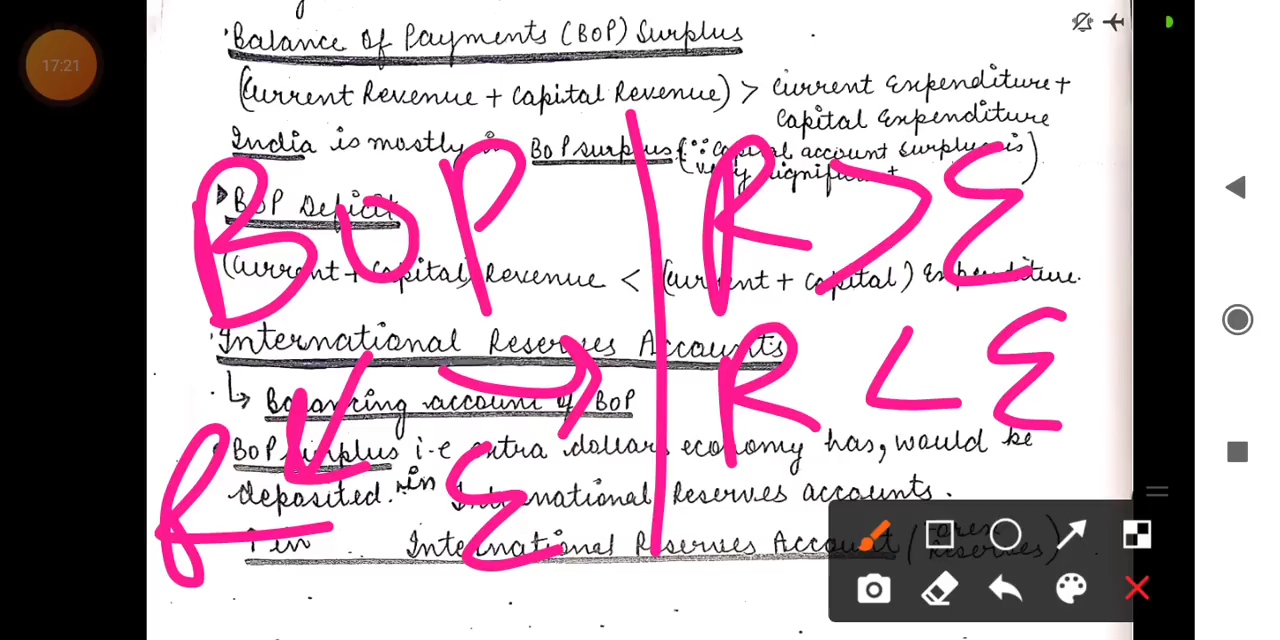 17:21
Balance of Payments (BOP) Surplus
(Current Revenue + Capital Revenue) > Current Expenditure +
Capital Expenditure
India is mostly in BOP surplus (∵ Capital account Surplus is
very significant)
BOP Deficit
(Current + Capital) Revenue < (Current + Capital) Expenditure.
International Reserves Accounts
↳ Balancing account of BOP
BOP surplus i.e extra dollars economy has, would be
deposited in International Reserves accounts.
↑ in International Reserves Account (Forex Reserves)
BOP
R > E
R < E
R E